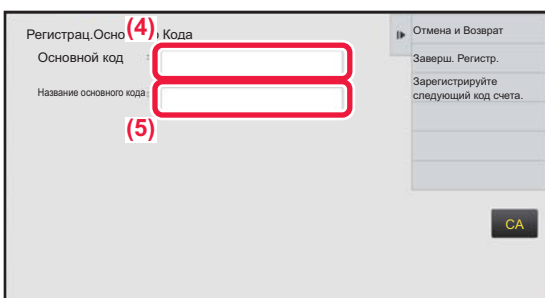 Регистрац.Осно (4) Кода
Основной код :
Название основного кода:
(5)
Отмена и Возврат
Заверш. Регистр.
Зарегистрируйте
следующий код счета.
CA